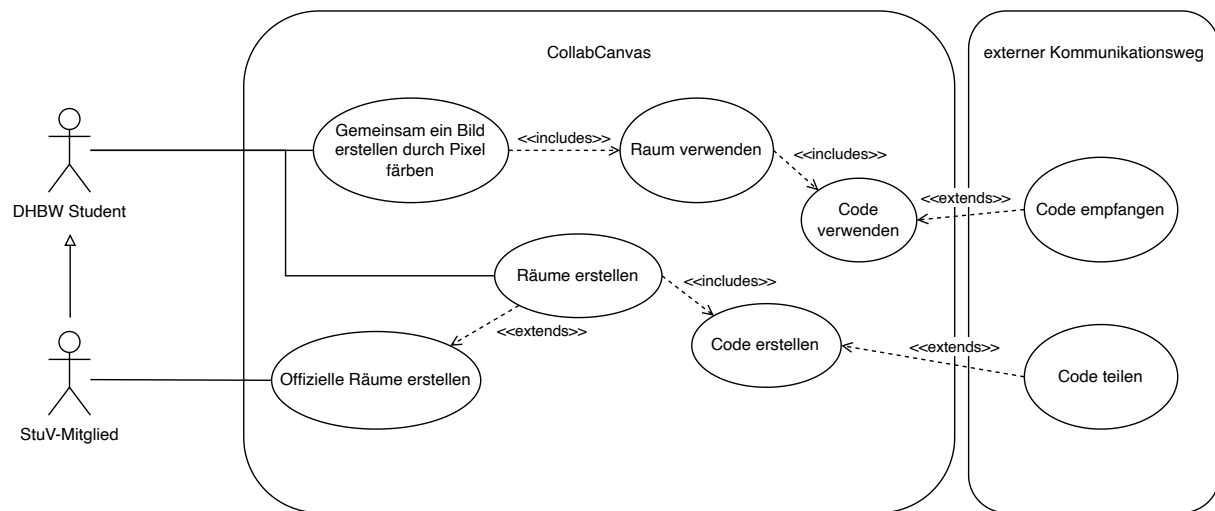 CollabCanvas
externer Kommunikationsweg
DHBW Student
Gemeinsam ein Bild
erstellen durch Pixel
färben
<<includes>>
Raum verwenden
<<includes>>
Code
verwenden
<<extends>>
Code empfangen
Räume erstellen
<<includes>>
<<extends>>
Code erstellen
<<extends>>
Code teilen
Offizielle Räume erstellen
StuV-Mitglied